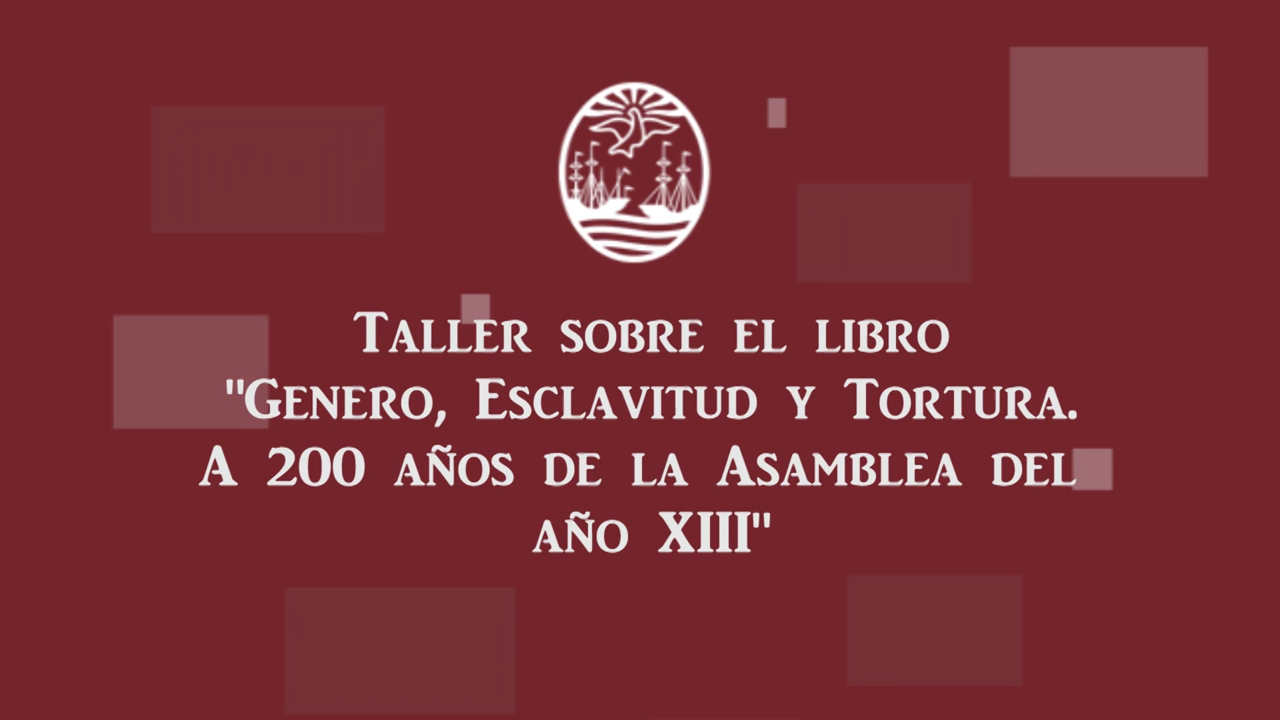 Taller sobre el libro
"Genero, Esclavitud y Tortura.
A 200 años de la Asamblea del
año XIII"